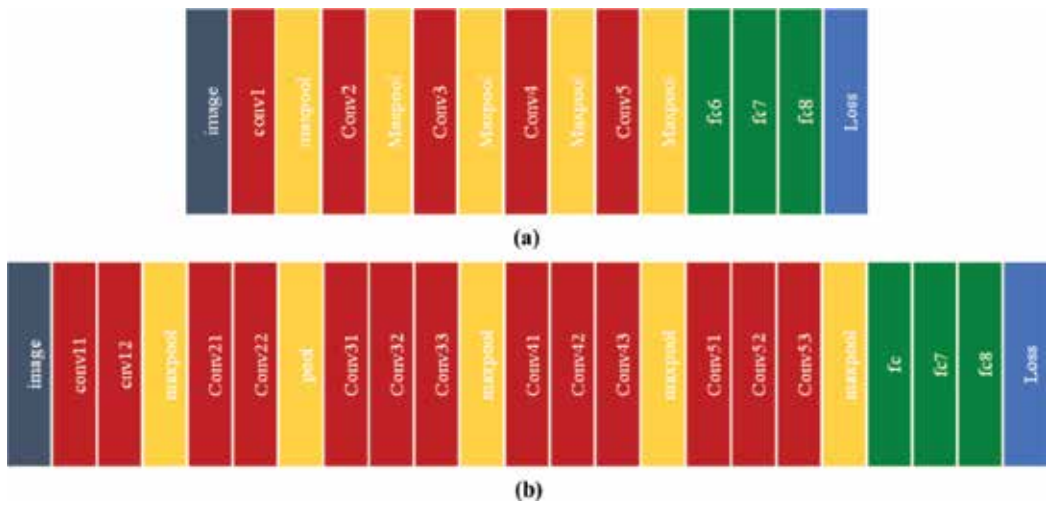 image
conv1
maxpool
Conv2
Maxpool
Conv3
Maxpool
Conv4
Maxpool
Conv5
Maxpool
fc6
fc7
fc8
Loss
(a)
image
conv11
cnv12
maxpool
Conv21
Conv22
pool
Conv31
Conv32
Conv33
maxpool
Conv41
Conv42
Conv43
maxpool
Conv51
Conv52
Conv53
maxpool
fc
fc7
fc8
Loss
(b)